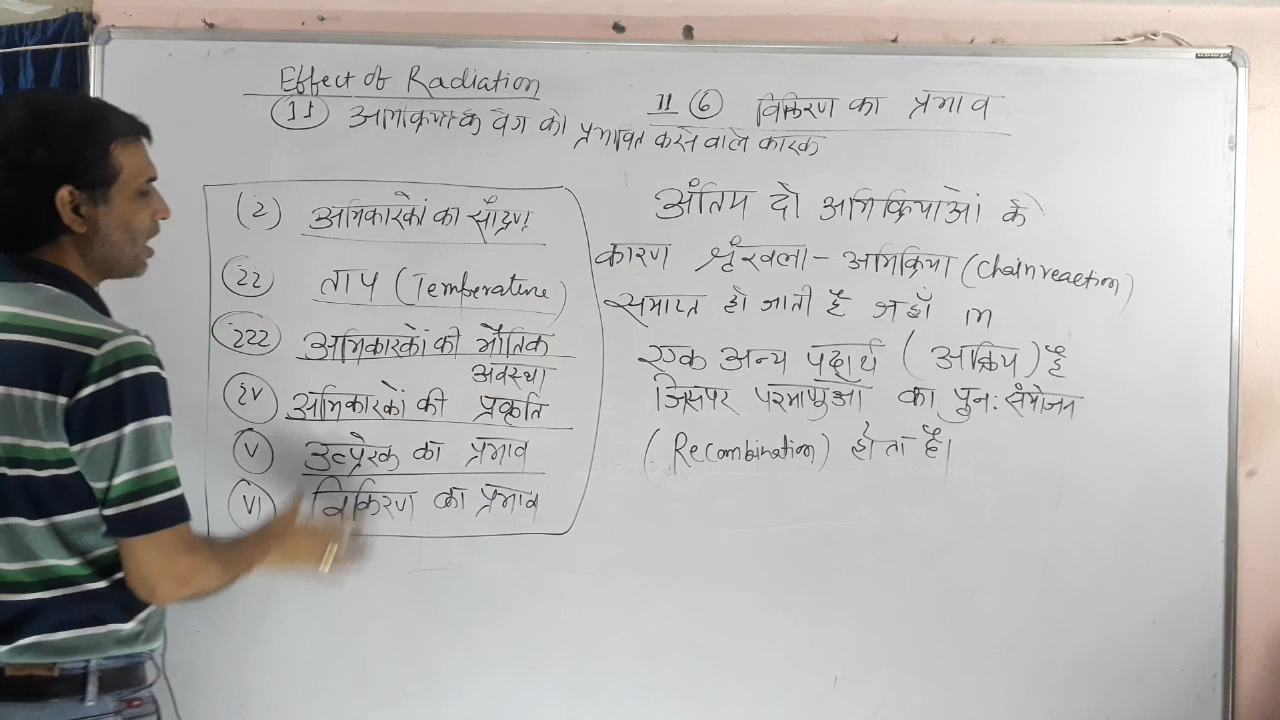 Effect of Radiation
(11) अभिक्रिया के वेग को प्रभावित करने वाले कारक
(i) अभिकारकों का सांद्रण
(ii) ताप (Temperature)
(iii) अभिकारकों की भौतिक
अवस्था
(iv) अभिकारकों की प्रकृति
(v) उत्प्रेरक का प्रभाव
(vi) विकिरण का प्रभाव
11 (6) विकिरण का प्रभाव
अंतिम दो अभिक्रियाओं के
कारण श्रृंखला - अभिक्रिया (Chain reaction)
समाप्त हो जाती है जहाँ m
एक अन्य पदार्थ ( अक्रिय ) है
जिसपर परमाणुओं का पुन: संयोजन
(Recombination) होता है।